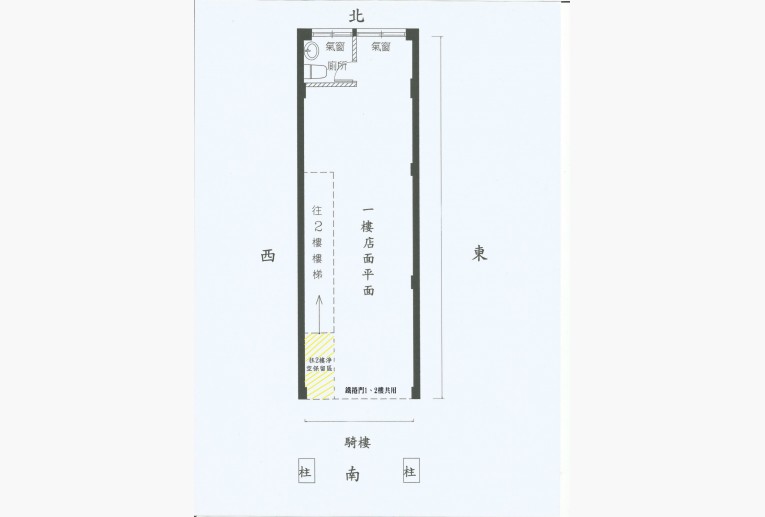 北
氣窗 氣窗
廁所
往2樓樓梯
一樓店面平面
西
東
往2樓淨
空保留區
鐵捲門1、2樓共用
騎樓
柱 南 柱